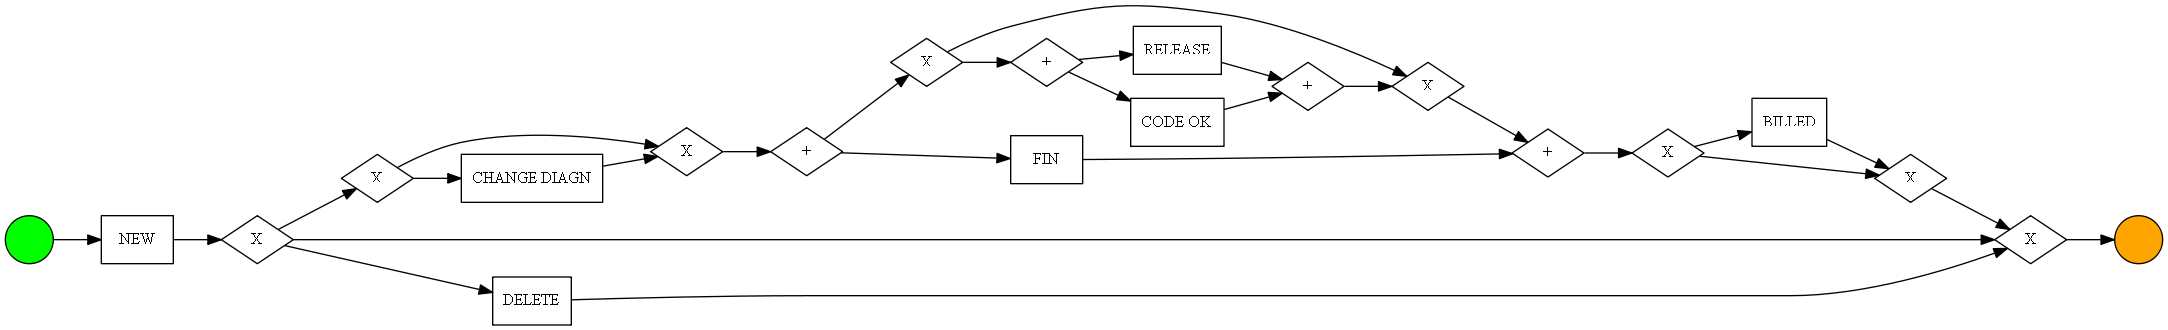 X
+
RELEASE
+
X
CODE OK
BILLED
X
+
FIN
+
X
X
CHANGE DIAGN
X
NEW
X
X
DELETE